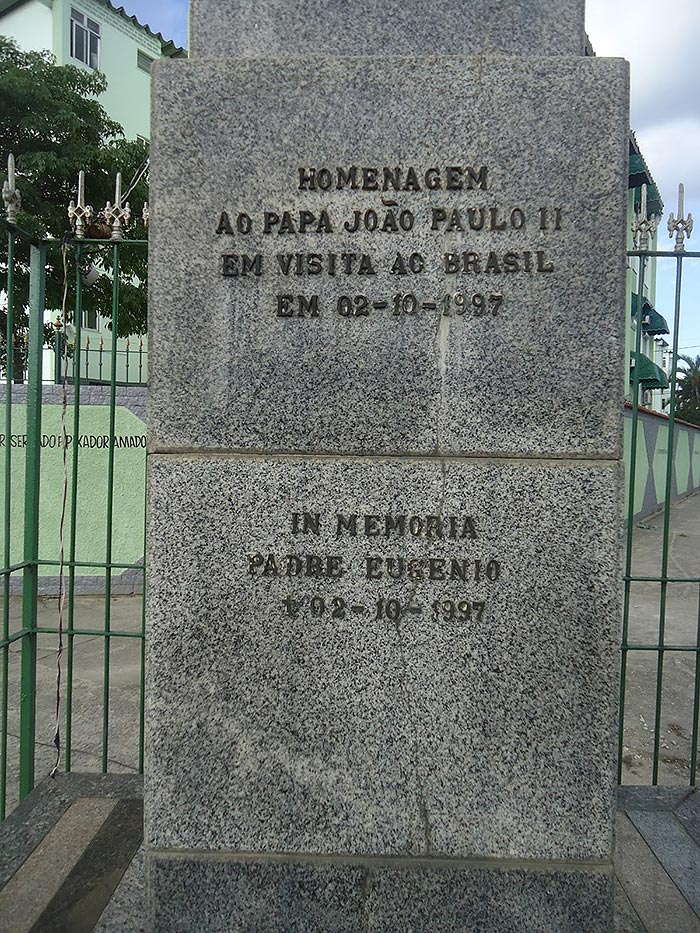 HOMENAGEM
AO PAPA JOÃO PAULO II
EM VISITA AO BRASIL
EM 02-10-1997
IN MEMORIA
PADRE EUGENIO
02-10-1997
AMADO